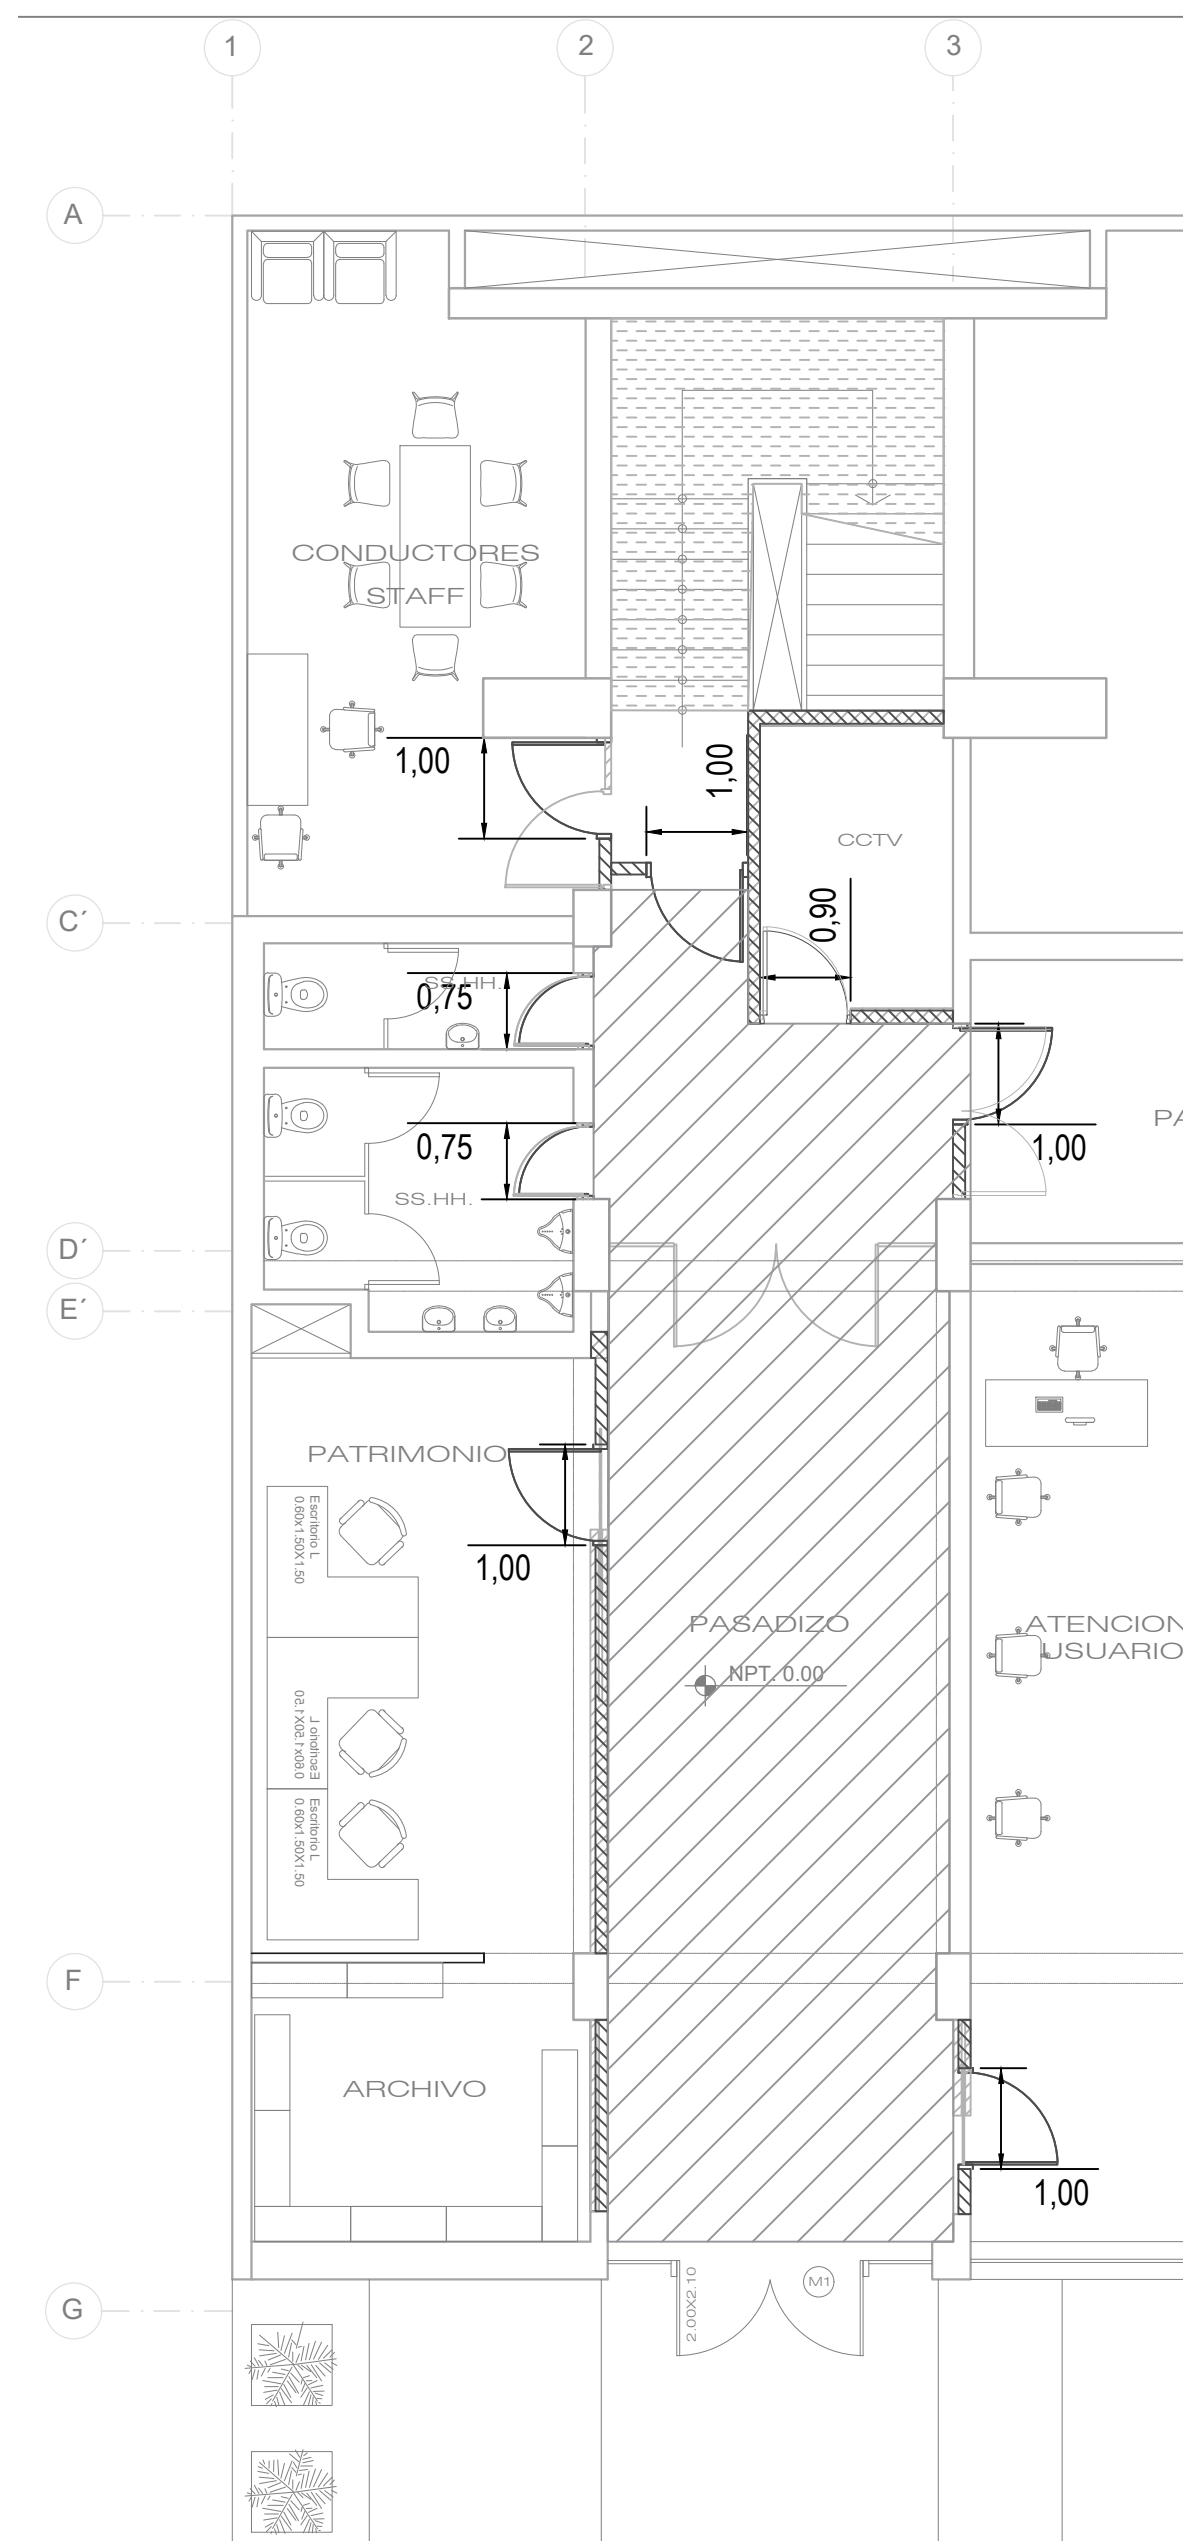 1
2
3
A
CONDUCTORES
STAFF
1,00
1,00
CCTV
0,90
C´
SS.HH.
0,75
0,75
SS.HH.
1,00
PA
D´
E´
PATRIMONIO
1,00
Escritorio L
0.60x1.50X1.50
Escritorio L
0.60x1.50X1.50
Escritorio L
0.60x1.50X1.50
PASADIZO
NPT. 0.00
ATENCION
USUARIO
F
ARCHIVO
1,00
G
2.00X2.10
M1